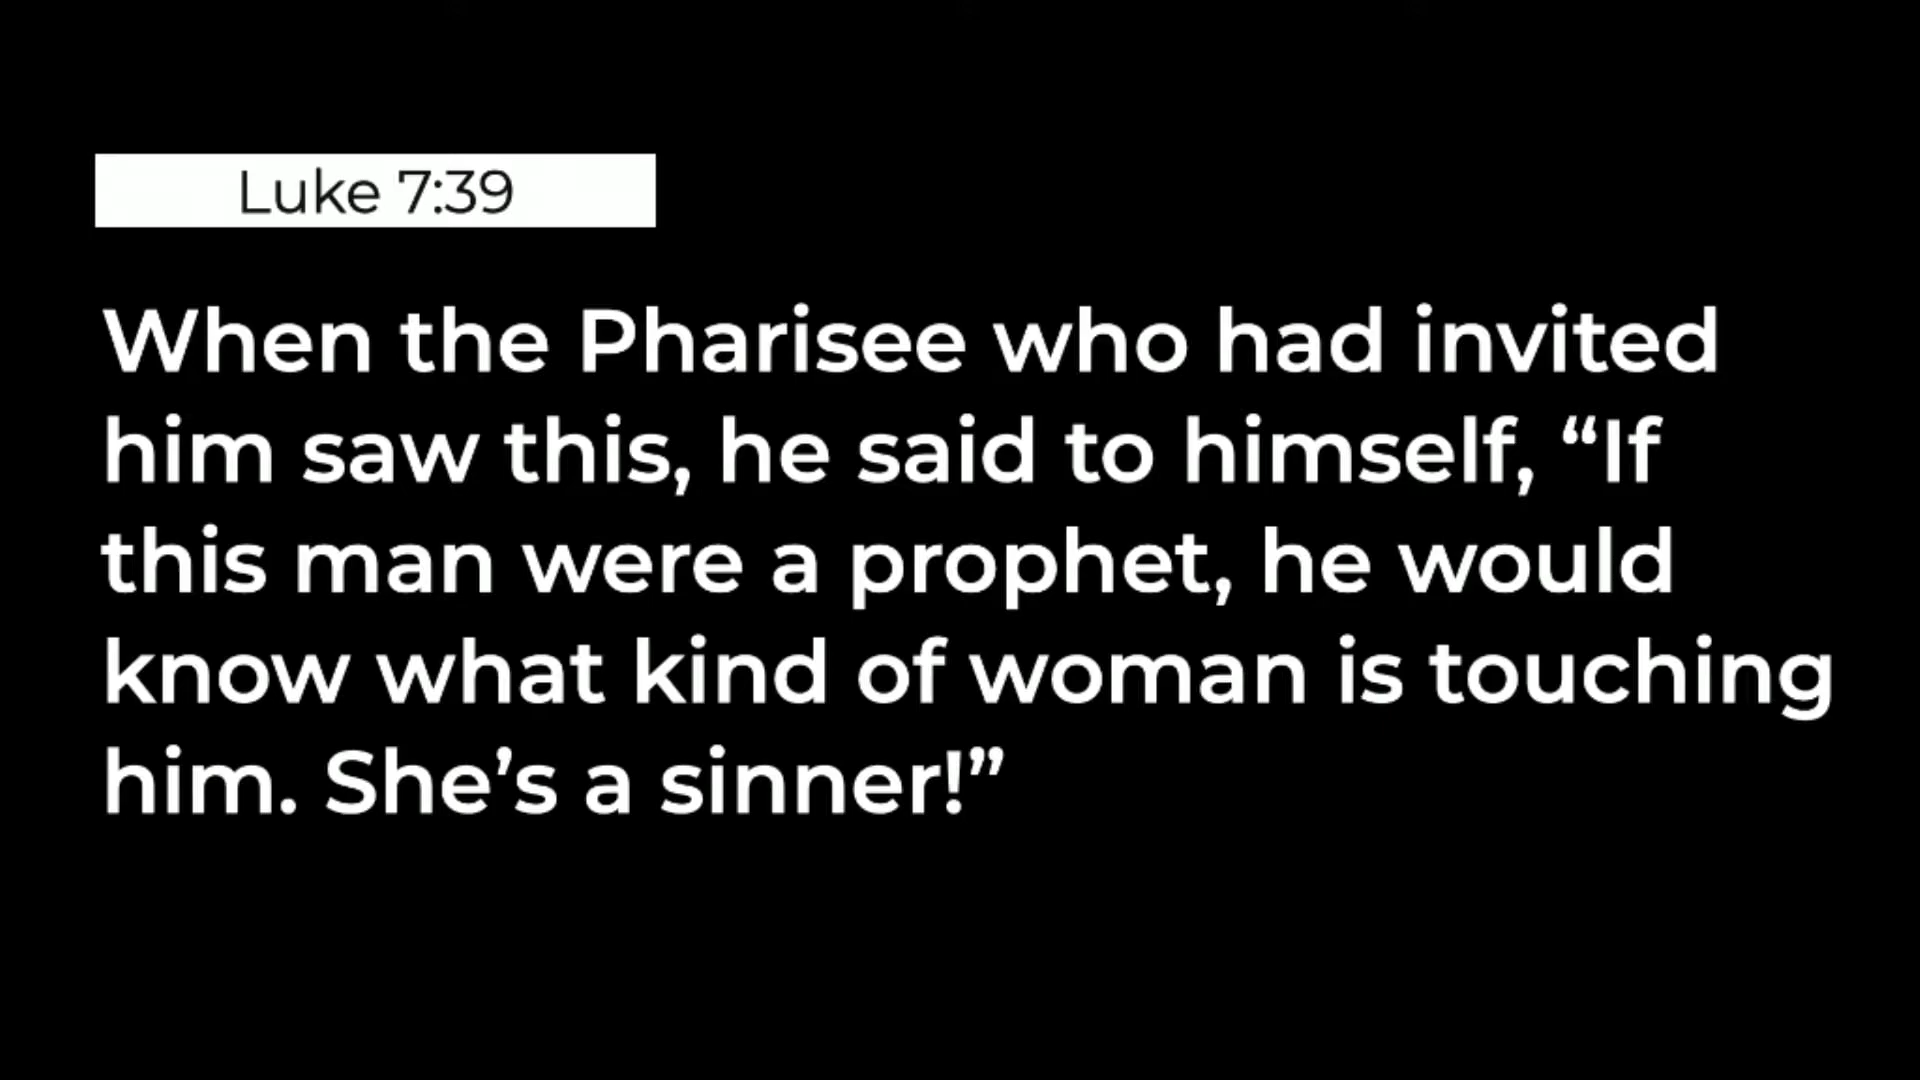 Luke 7:39
When the Pharisee who had invited
him saw this, he said to himself, “If
this man were a prophet, he would
know what kind of woman is touching
him. She’s a sinner!”